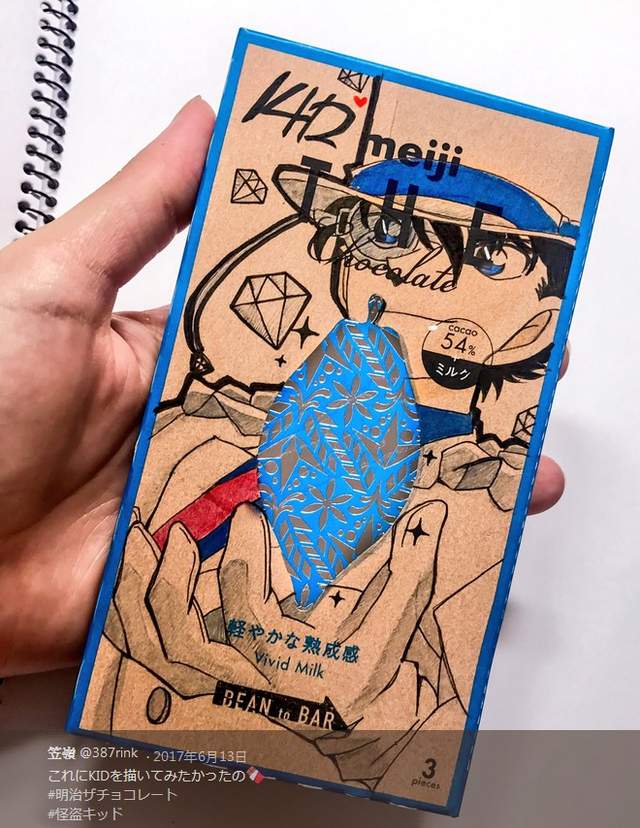 KID
meiji
THE
Chocolate
cacao
54%
ミルク
軽やかな熟成感
Vivid Milk
BEAN to BAR
3
pieces
笠嶺 @387rink ・2017年6月13日
これにKIDを描いてみたかったの🍫
#明治ザチョコレート
#怪盗キッド